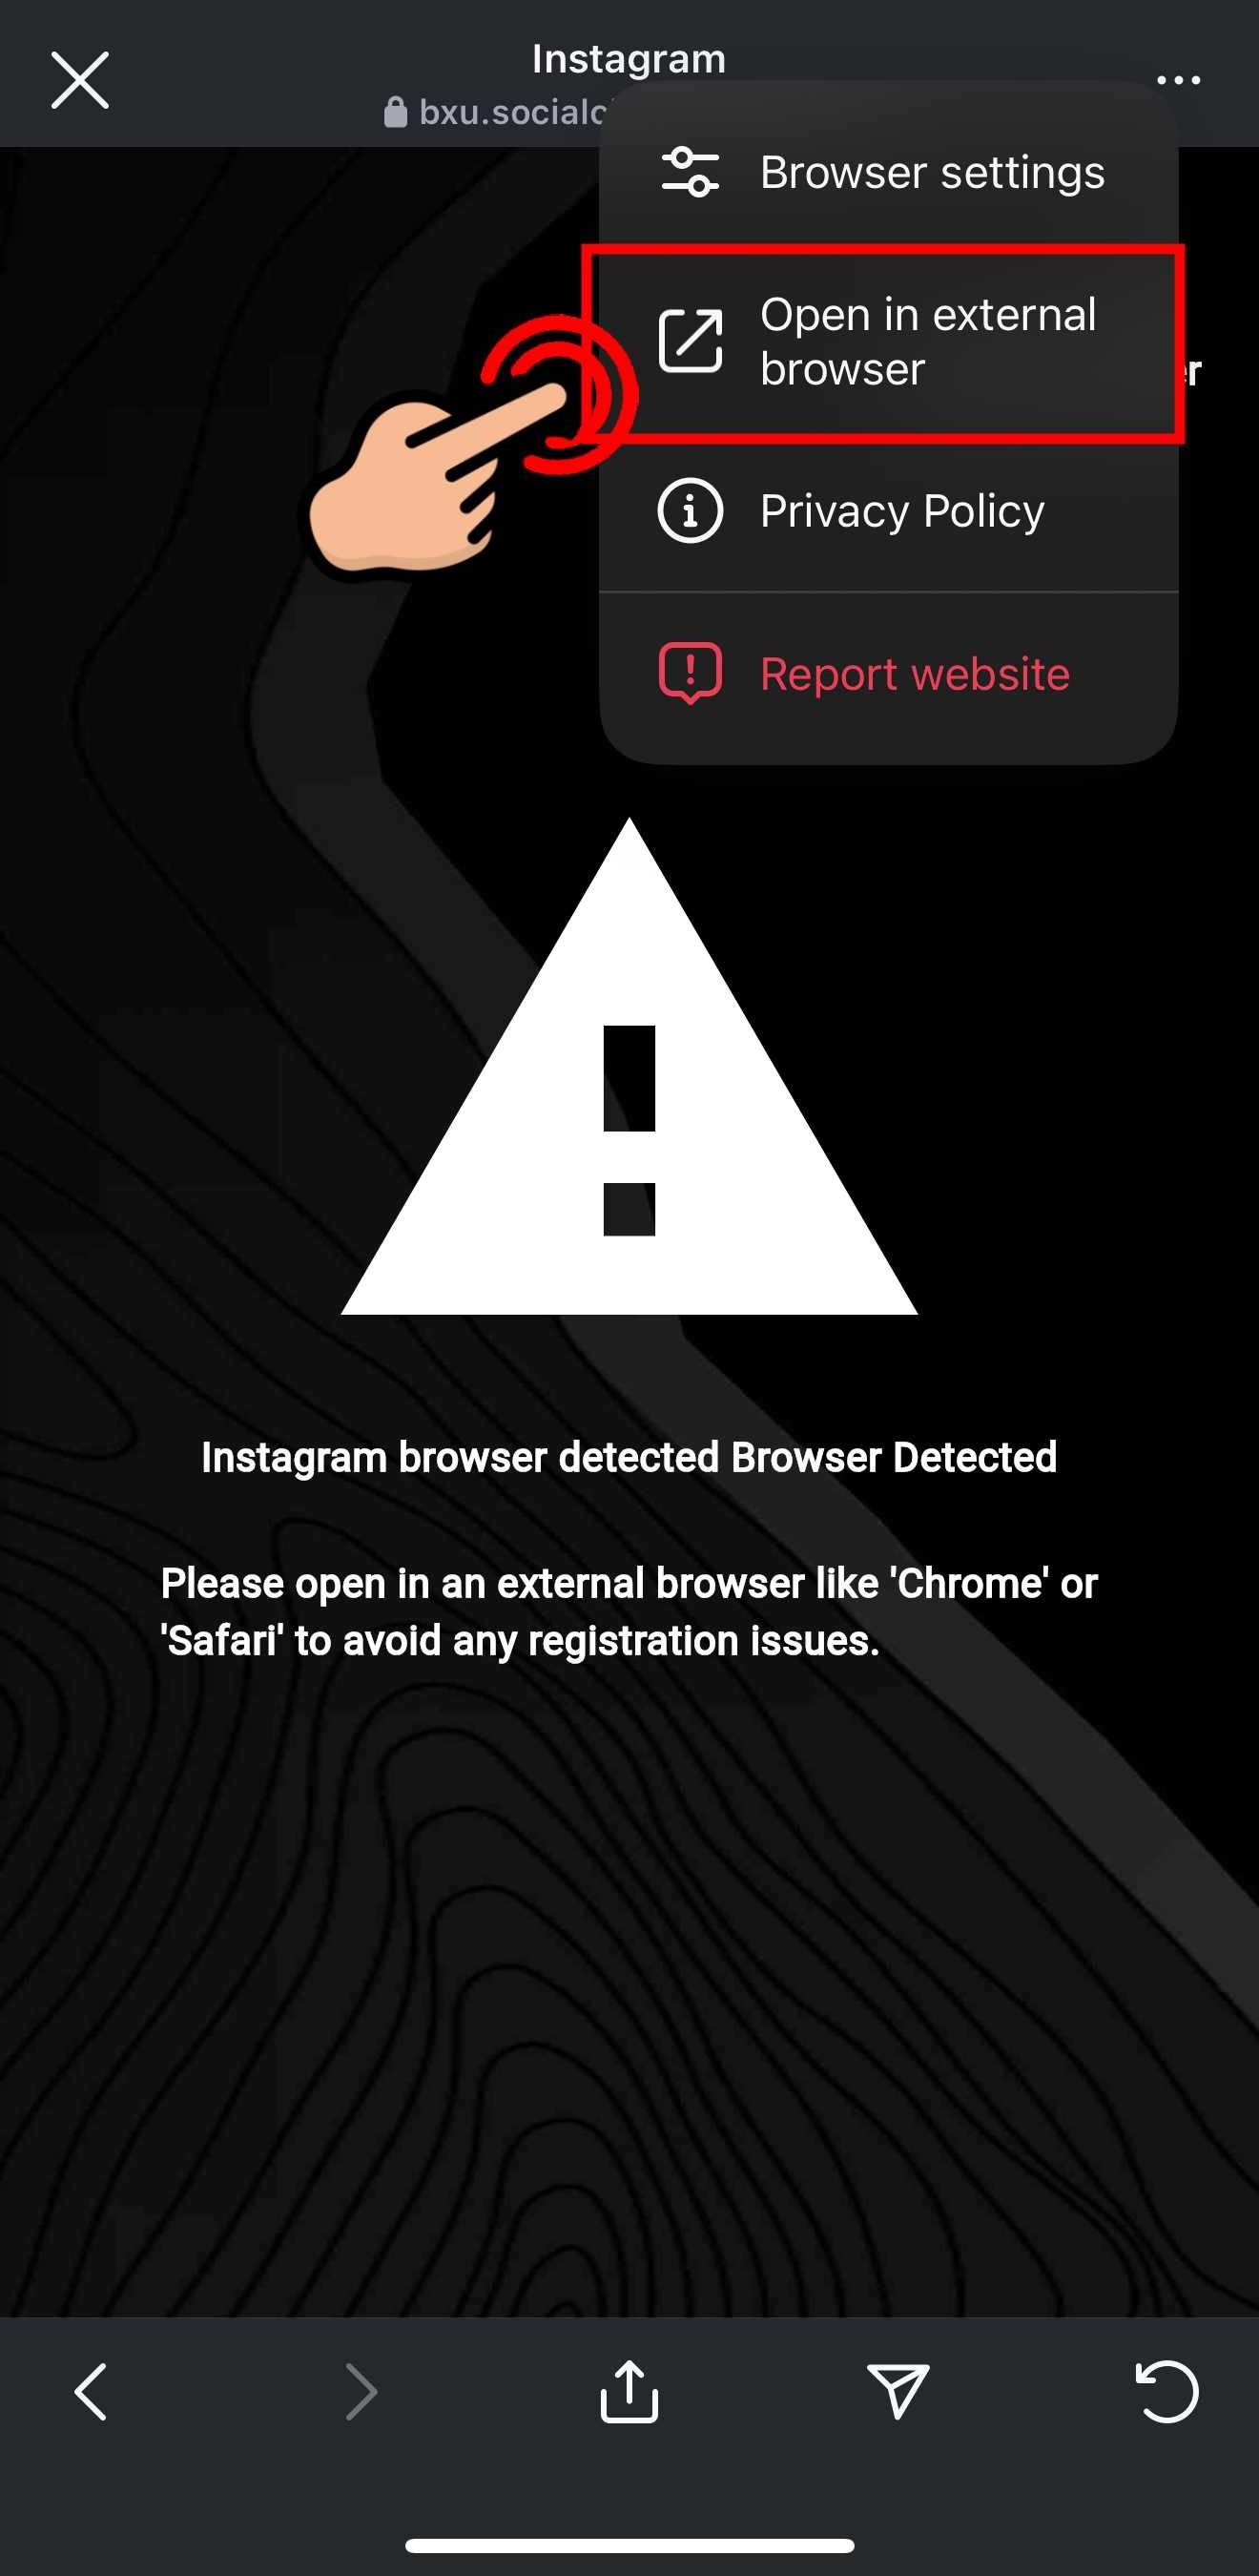 Instagram
bxu.socialc
Browser settings
Open in external
browser
er
Privacy Policy
Report website
Instagram browser detected Browser Detected
Please open in an external browser like 'Chrome' or
'Safari' to avoid any registration issues.